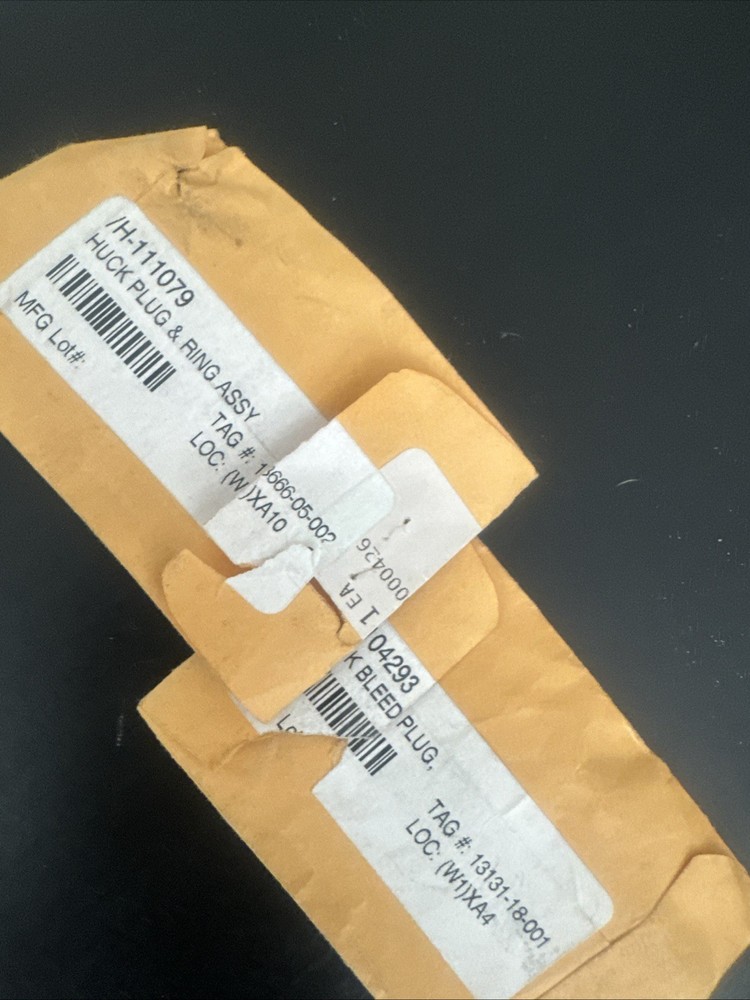 /H-111079
HUCK PLUG & RING ASSY
MFG Lot#:
TAG #: 13666-05-002
LOC: (W)XA10
000426
1 EA
04293
K BLEED PLUG,
TAG #: 13131-18-001
LOC: (W1)XA4